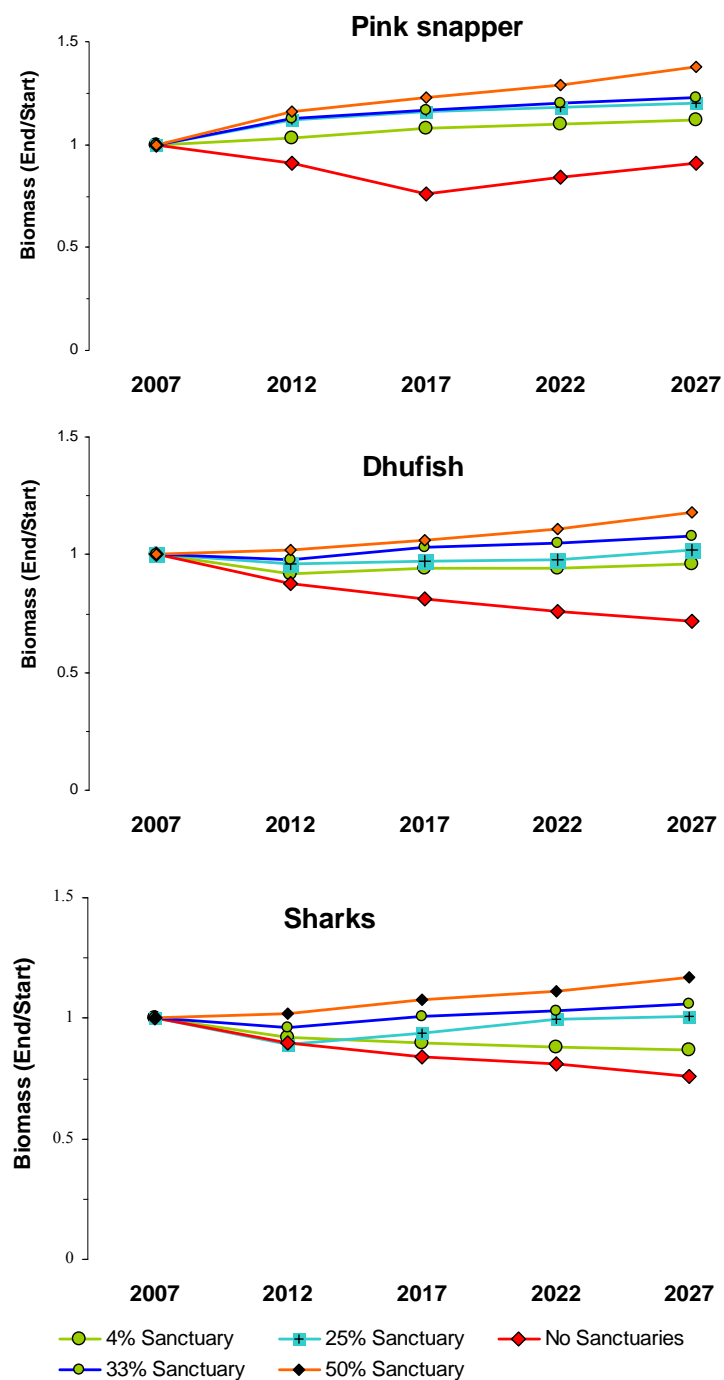 Pink snapper
1.5
1
0.5
0
Biomass (End/Start)
2007 2012 2017 2022 2027
Dhufish
1.5
1
0.5
0
Biomass (End/Start)
2007 2012 2017 2022 2027
Sharks
1.5
1
0.5
0
Biomass (End/Start)
2007 2012 2017 2022 2027
4% Sanctuary 25% Sanctuary No Sanctuaries
33% Sanctuary 50% Sanctuary